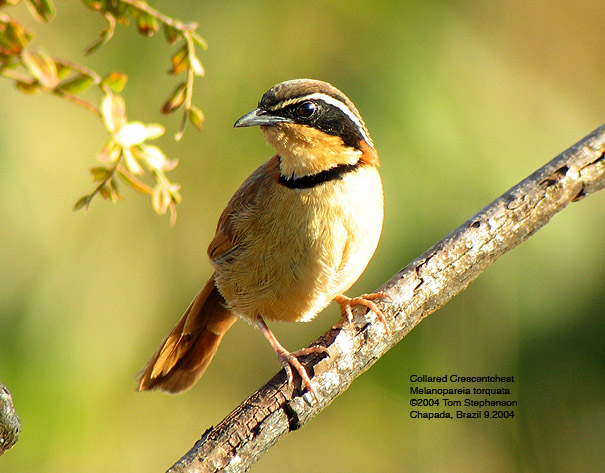 Collared Crescentchest
Melanopareia torquata
©2004 Tom Stephenson
Chapada, Brazil 9.2004